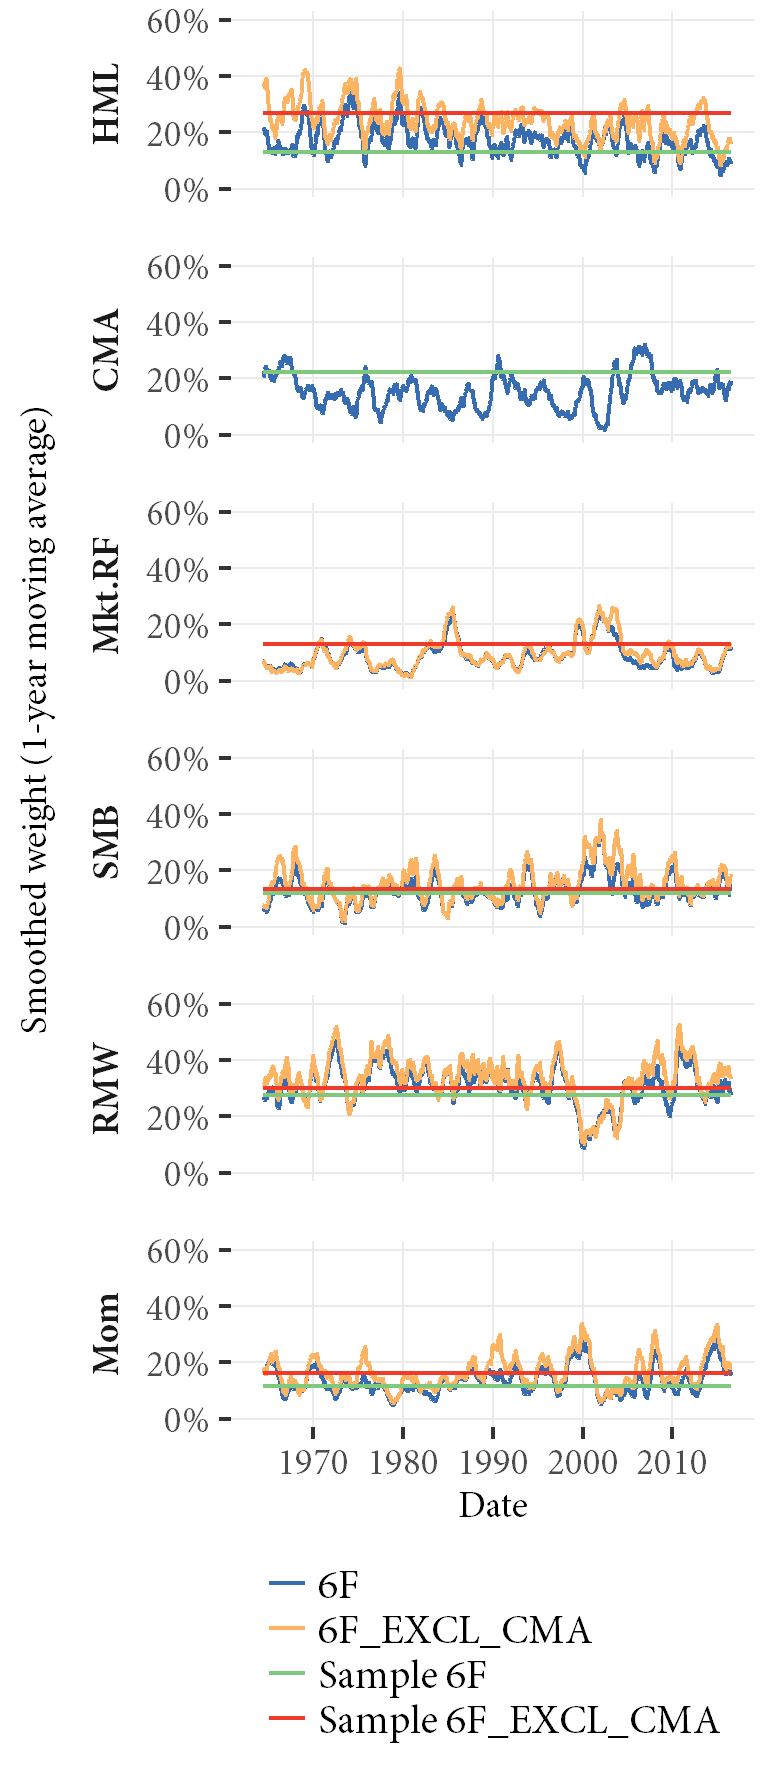 Smoothed weight (1-year moving average)
HML
60%
40%
20%
0%
CMA
60%
40%
20%
0%
Mkt.RF
60%
40%
20%
0%
SMB
60%
40%
20%
0%
RMW
60%
40%
20%
0%
Mom
60%
40%
20%
0%
1970 1980 1990 2000 2010
Date
6F
6F_EXCL_CMA
Sample 6F
Sample 6F_EXCL_CMA